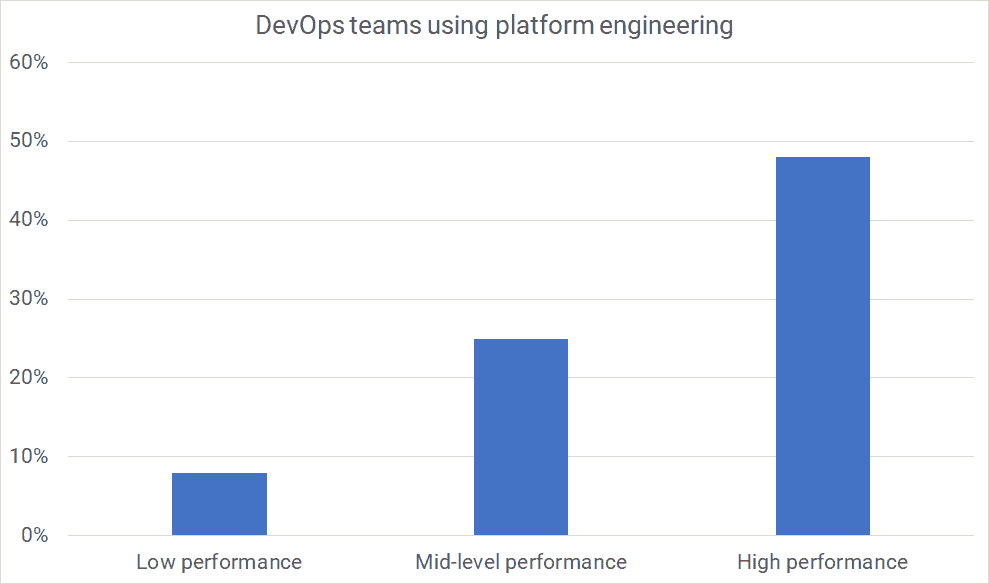 DevOps teams using platform engineering
60%
50%
40%
30%
20%
10%
0%
Low performance
Mid-level performance
High performance